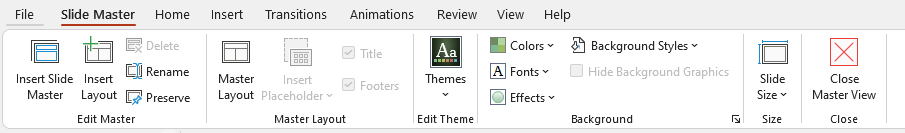 File Slide Master Home Insert Transitions Animations Review View Help
Insert Slide Master
Insert Layout
Delete
Rename
Preserve
Edit Master
Master Layout
Insert Placeholder
Title
Footers
Master Layout
Aa
Themes
Edit Theme
Colors
A Fonts
Effects
Background Styles
Hide Background Graphics
Background
Slide Size
Size
Close Master View
Close